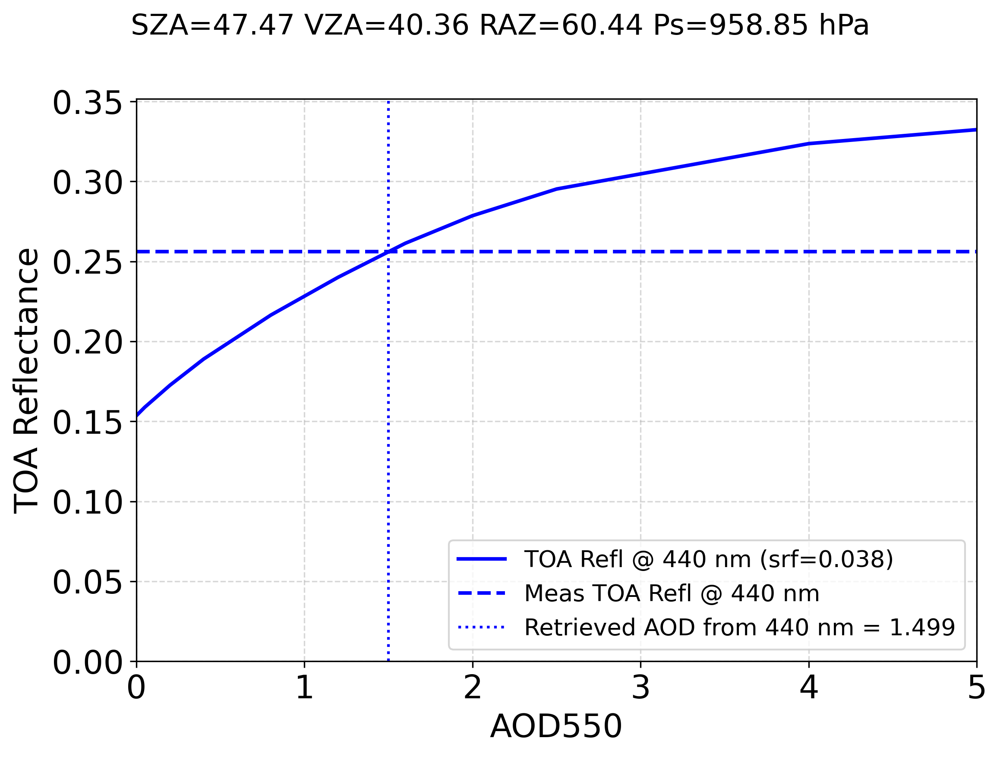 SZA=47.47 VZA=40.36 RAZ=60.44 Ps=958.85 hPa
0.35
0.30
0.25
0.20
0.15
0.10
0.05
0.00
TOA Reflectance
TOA Refl @ 440 nm (srf=0.038)
Meas TOA Refl @ 440 nm
Retrieved AOD from 440 nm = 1.499
0 1 2 3 4 5
AOD550